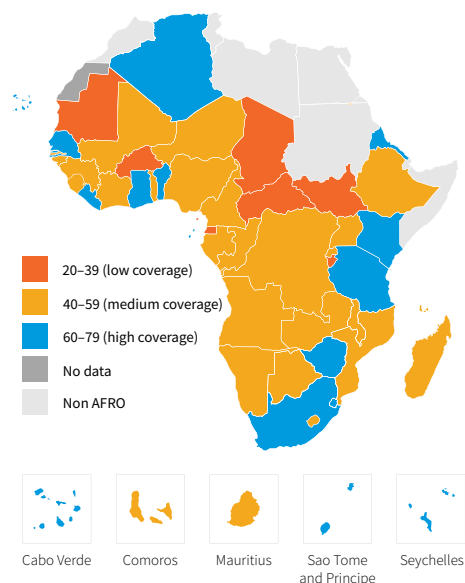 20–39 (low coverage)
40–59 (medium coverage)
60–79 (high coverage)
No data
Non AFRO
Cabo Verde
Comoros
Mauritius
Sao Tome
and Principe
Seychelles